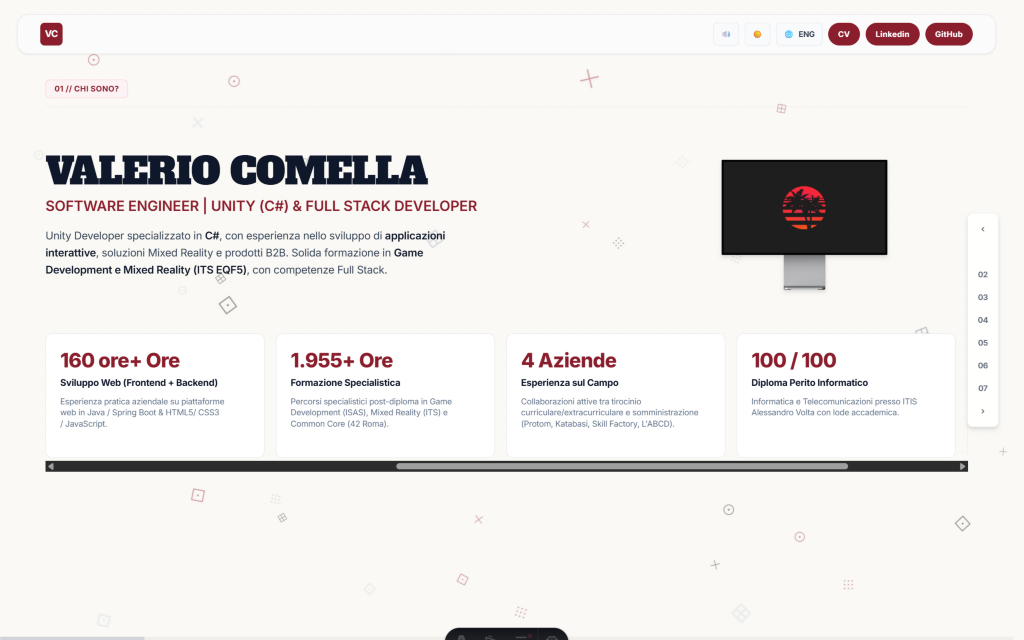 VC
ENG
CV
Linkedin
GitHub
01 // CHI SONO?
VALERIO COMELLA
SOFTWARE ENGINEER | UNITY (C#) & FULL STACK DEVELOPER
Unity Developer specializzato in C#, con esperienza nello sviluppo di applicazioni
interattive, soluzioni Mixed Reality e prodotti B2B. Solida formazione in Game
Development e Mixed Reality (ITS EQF5), con competenze Full Stack.
160 ore+ Ore
Sviluppo Web (Frontend + Backend)
Esperienza pratica aziendale su piattaforme
web in Java / Spring Boot & HTML5/ CSS3
/ JavaScript.
1.955+ Ore
Formazione Specialistica
Percorsi specialistici post-diploma in Game
Development (ISAS), Mixed Reality (ITS) e
Common Core (42 Roma).
4 Aziende
Esperienza sul Campo
Collaborazioni attive tra tirocinio
curriculare/extracurriculare e somministrazione
(Protom, Katabasi, Skill Factory, L'ABCD).
100 / 100
Diploma Perito Informatico
Informatica e Telecomunicazioni presso ITIS
Alessandro Volta con lode accademica.
‹
02
03
04
05
06
07
›